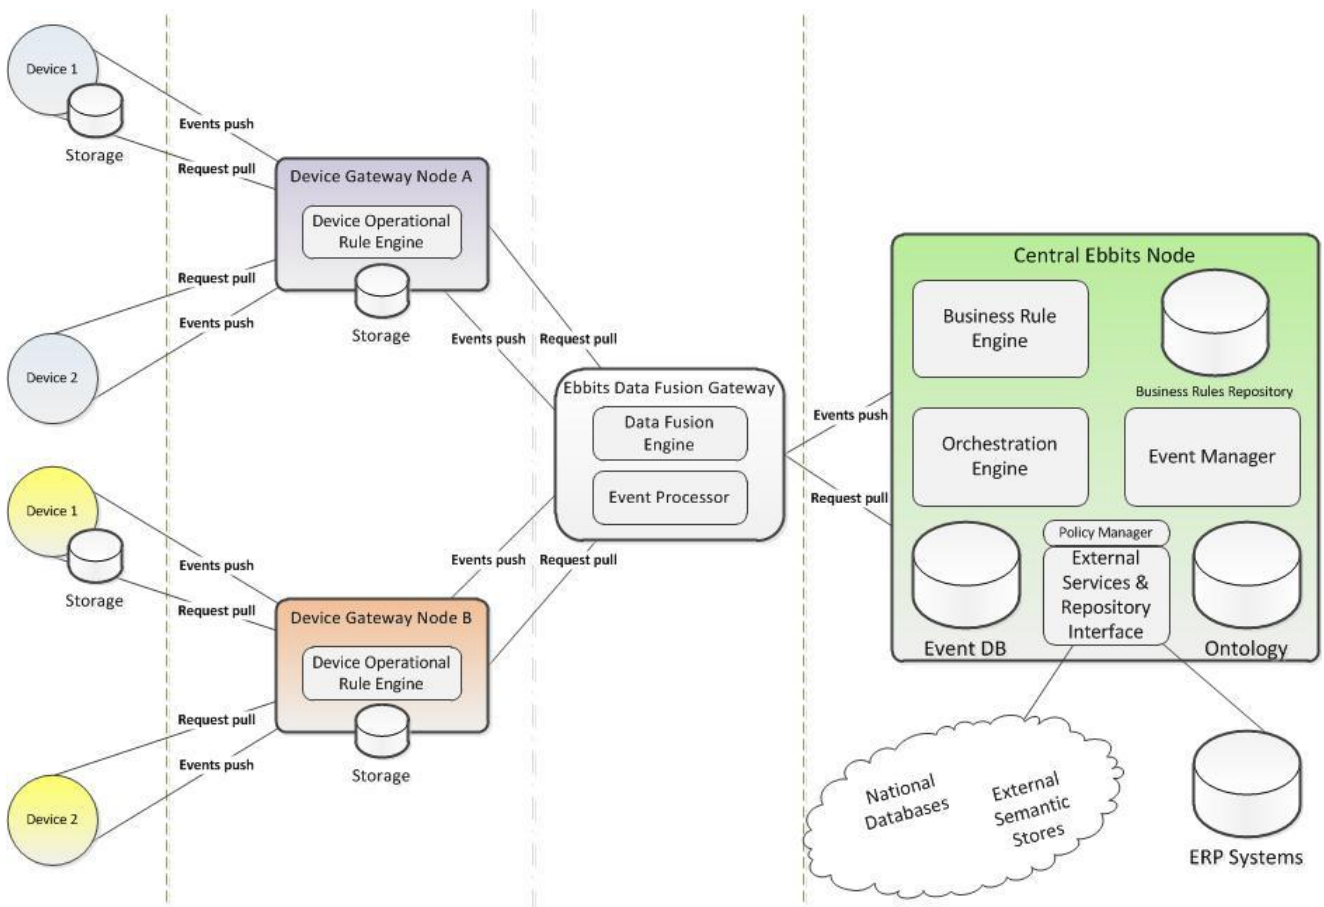 Device 1
Storage
Events push
Request pull
Device Gateway Node A
Device Operational
Rule Engine
Storage
Request pull
Events push
Device 2
Events push
Request pull
Ebbits Data Fusion Gateway
Data Fusion
Engine
Event Processor
Events push
Request pull
Device 1
Storage
Events push
Request pull
Device Gateway Node B
Device Operational
Rule Engine
Storage
Request pull
Events push
Device 2
Events push
Request pull
Central Ebbits Node
Business Rule
Engine
Business Rules Repository
Orchestration
Engine
Event Manager
Policy Manager
External
Services &
Repository
Interface
Event DB
Ontology
National
Databases
External
Semantic
Stores
ERP Systems